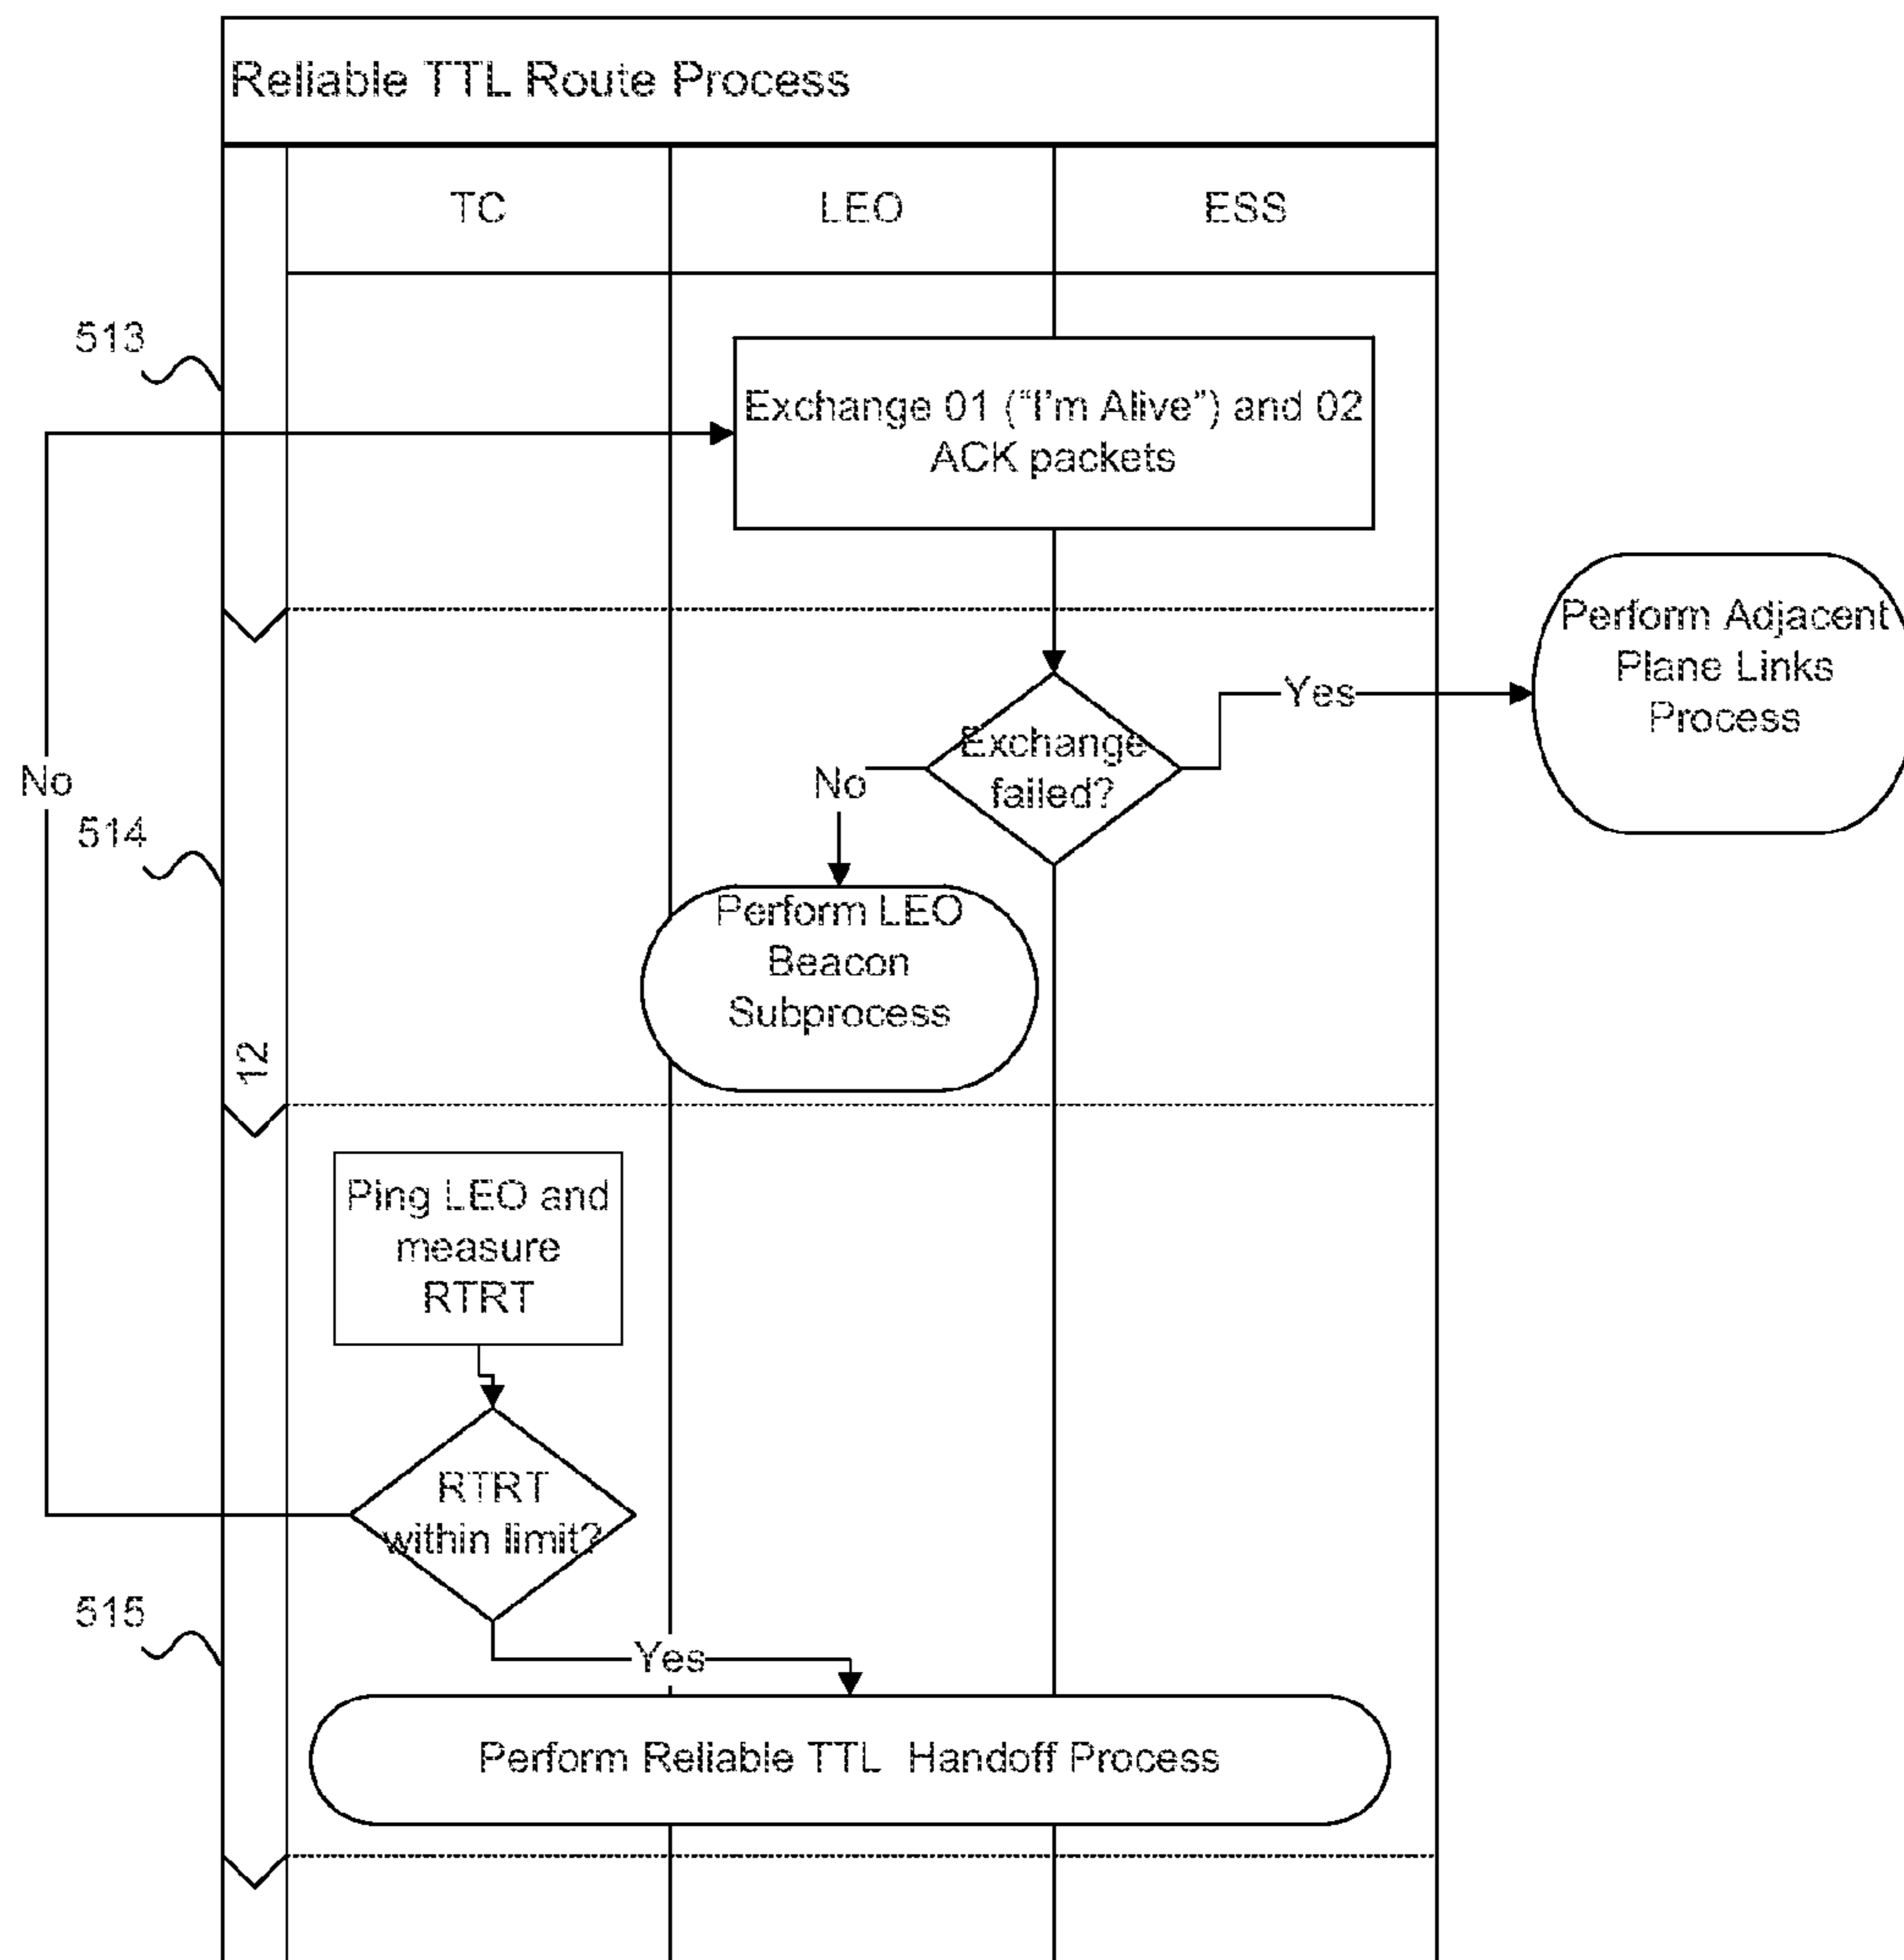 Reliable TTL Route Process
TC
LEO
ESS
513
Exchange 01 (“I’m Alive”) and 02
ACK packets
Perform Adjacent
Plane Links
Process
Yes
Exchange
failed?
No
No
514
Perform LEO
Beacon
Subprocess
12
Ping LEO and
measure
RTRT
RTRT
within limit?
515
Yes
Perform Reliable TTL Handoff Process